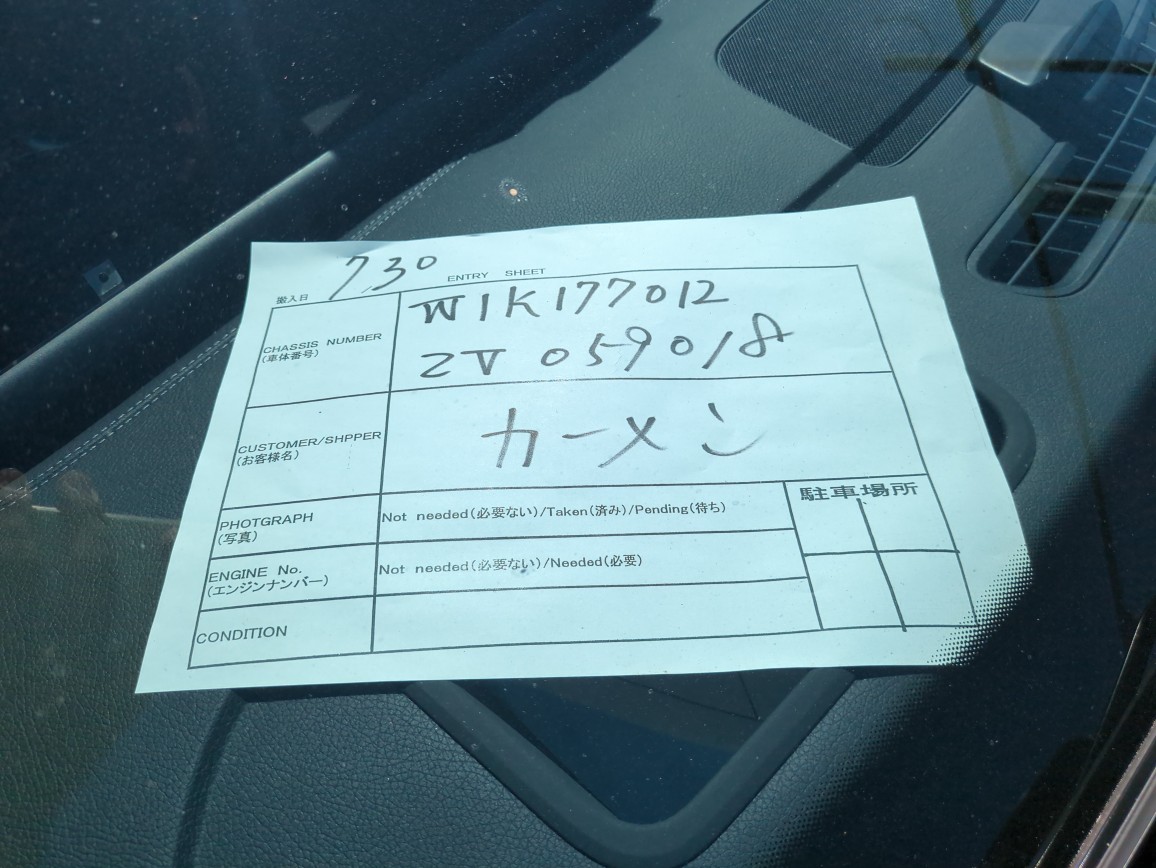 搬入日 7.30 ENTRY SHEET
CHASSIS NUMBER
(車体番号)
W1K177012
2V059018
CUSTOMER/SHPPER
(お客様名)
カーメン
PHOTGRAPH
(写真)
Not needed(必要ない)/Taken(済み)/Pending(待ち)
駐車場所
ENGINE No.
(エンジンナンバー)
Not needed(必要ない)/Needed(必要)
CONDITION